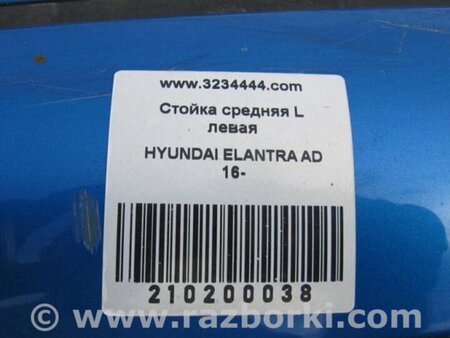 www.3234444.com
Стойка средняя L
левая
HYUNDAI ELANTRA AD
16-
210200038
© www.razborki.com